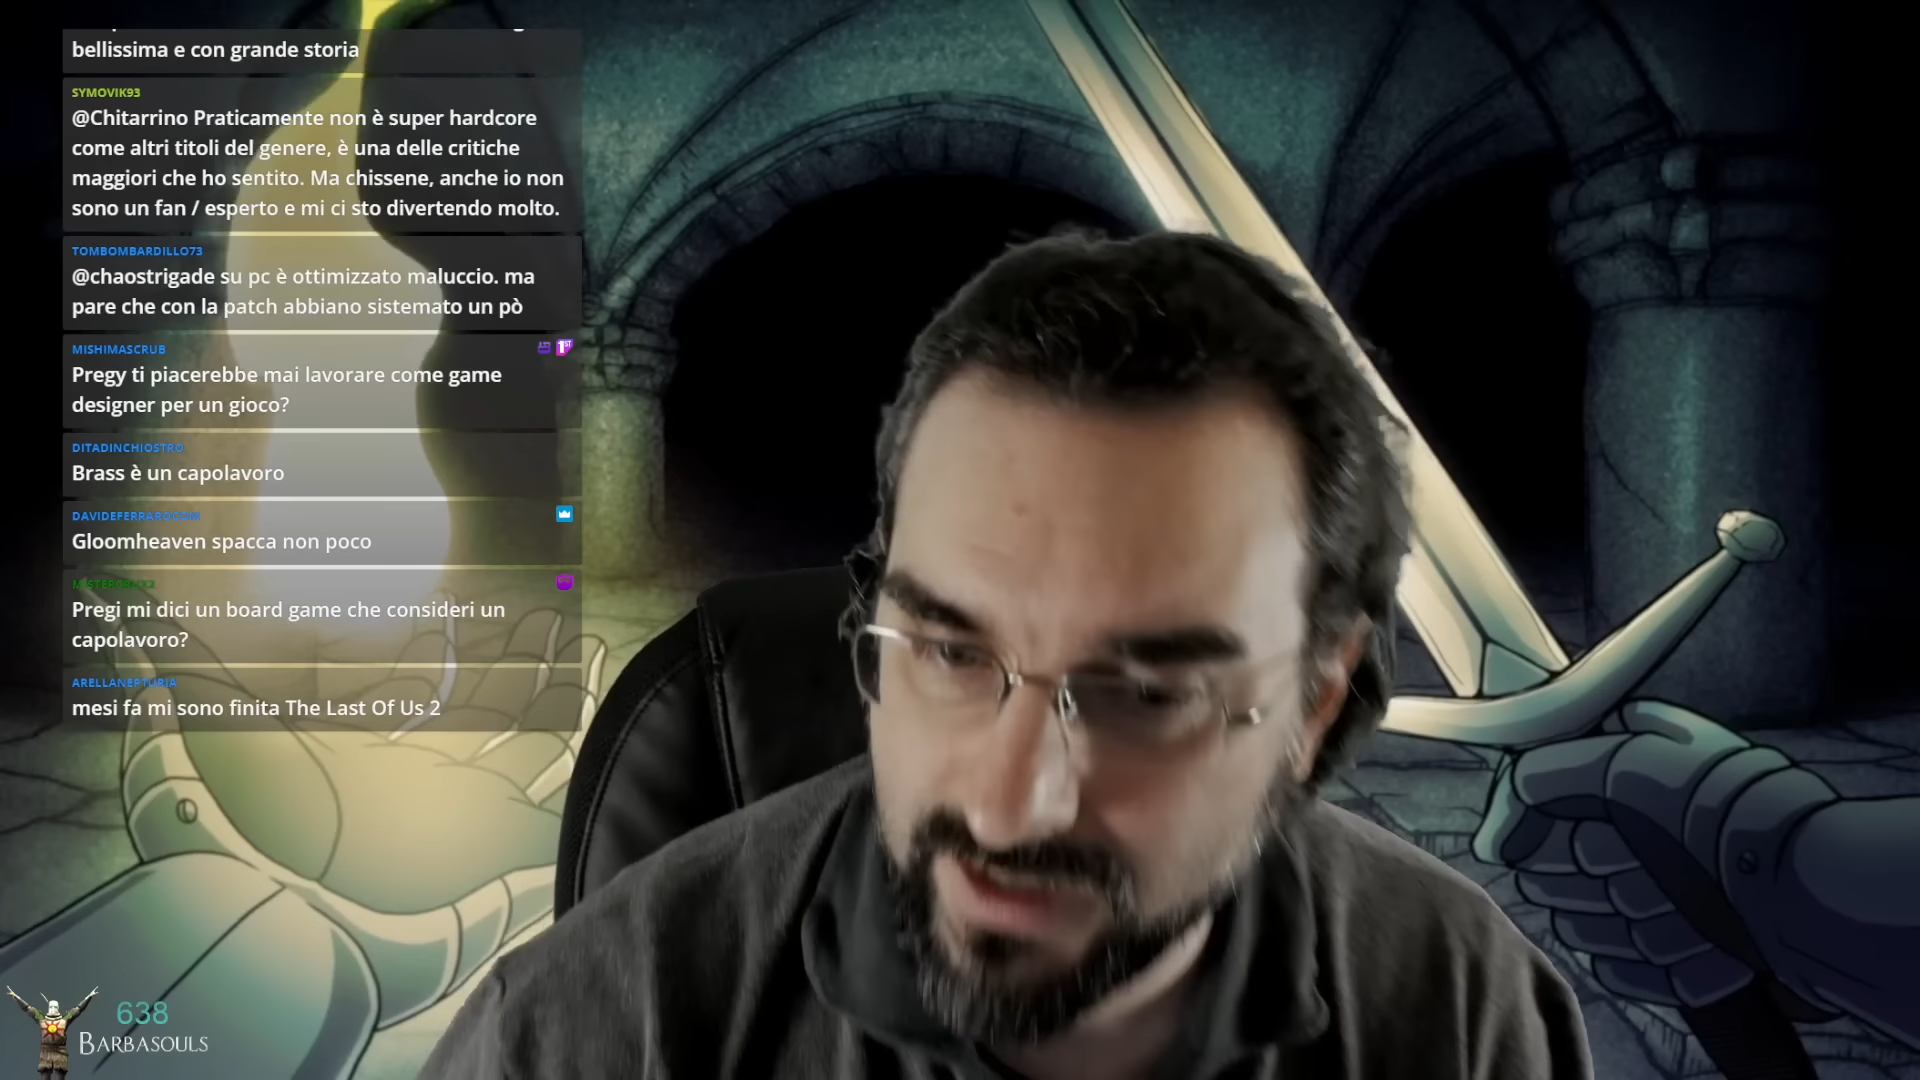 bellissima e con grande storia
SYMOVIK93
@Chitarrino Praticamente non è super hardcore
come altri titoli del genere, è una delle critiche
maggiori che ho sentito. Ma chissene, anche io non
sono un fan / esperto e mi ci sto divertendo molto.
TOMBOMBARDILLO73
@chaostrigade su pc è ottimizzato maluccio. ma
pare che con la patch abbiano sistemato un pò
MISHIMASCRUB
1ST
Pregy ti piacerebbe mai lavorare come game
designer per un gioco?
DITADINCHIOSTRO
Brass è un capolavoro
DAVIDEFERRAROCOM
Gloomheaven spacca non poco
Pregi mi dici un board game che consideri un
capolavoro?
ARELLANEPTURIA
mesi fa mi sono finita The Last Of Us 2
638
BARBASOULS